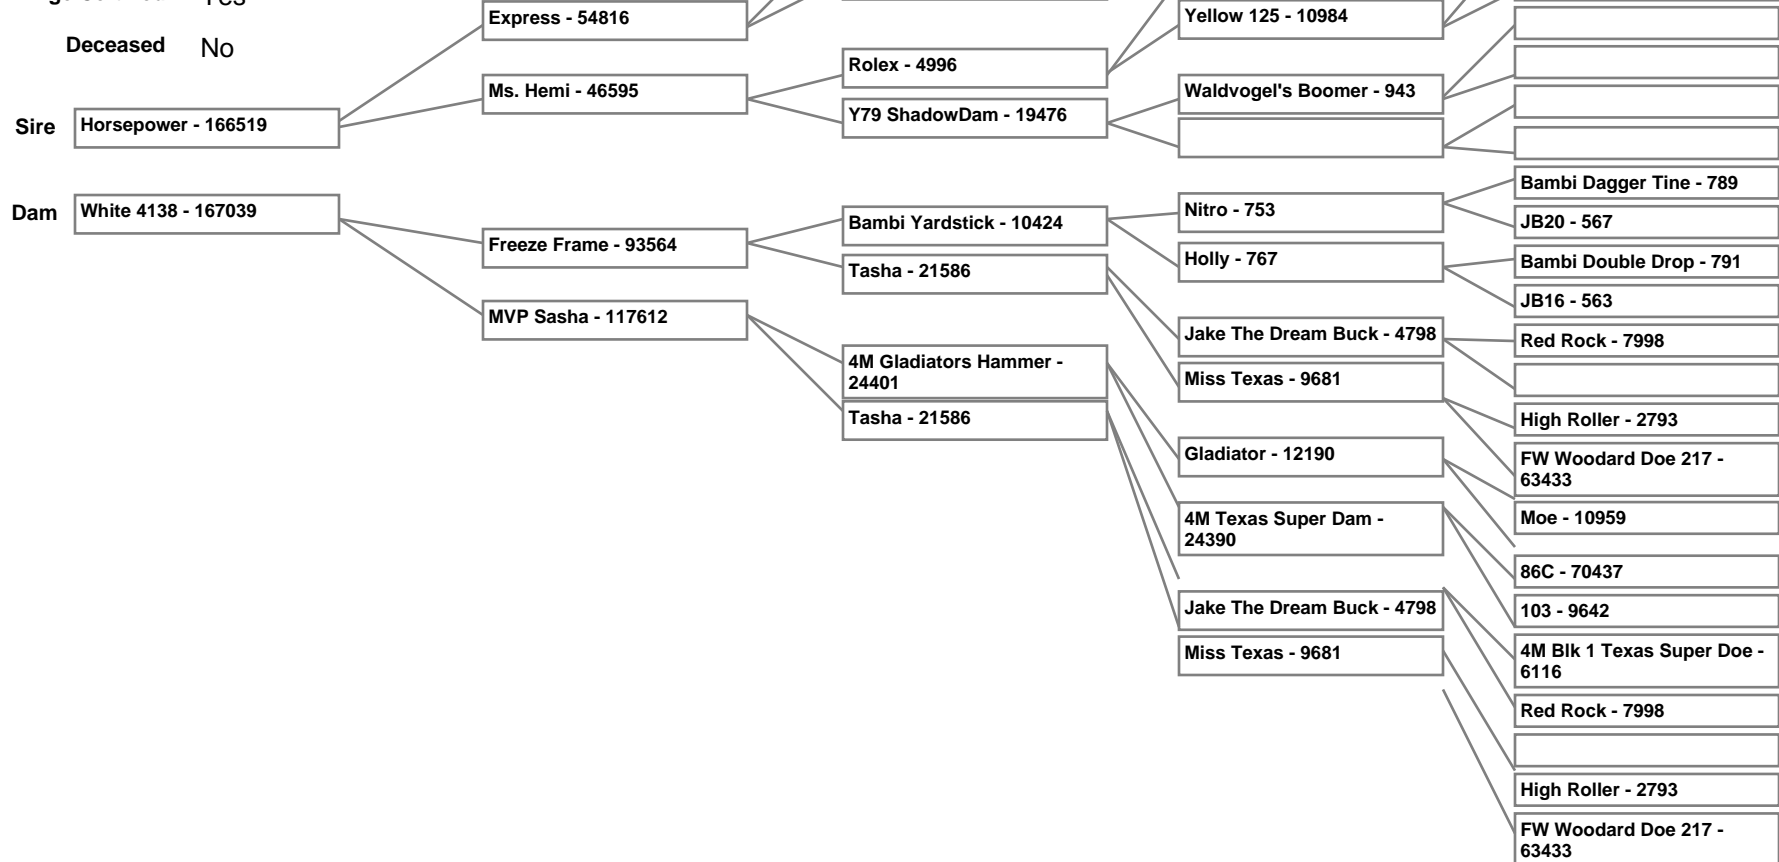 Yes
Deceased No
Sire Horsepower - 166519
Dam White 4138 - 167039
Express - 54816
Ms. Hemi - 46595
Freeze Frame - 93564
MVP Sasha - 117612
Rolex - 4996
Y79 ShadowDam - 19476
Bambi Yardstick - 10424
Tasha - 21586
4M Gladiators Hammer -
24401
Tasha - 21586
Yellow 125 - 10984
Waldvogel's Boomer - 943
Nitro - 753
Holly - 767
Jake The Dream Buck - 4798
Miss Texas - 9681
Gladiator - 12190
4M Texas Super Dam -
24390
Jake The Dream Buck - 4798
Miss Texas - 9681
Bambi Dagger Tine - 789
JB20 - 567
Bambi Double Drop - 791
JB16 - 563
Red Rock - 7998
High Roller - 2793
FW Woodard Doe 217 -
63433
Moe - 10959
86C - 70437
103 - 9642
4M Blk 1 Texas Super Doe -
6116
Red Rock - 7998
High Roller - 2793
FW Woodard Doe 217 -
63433